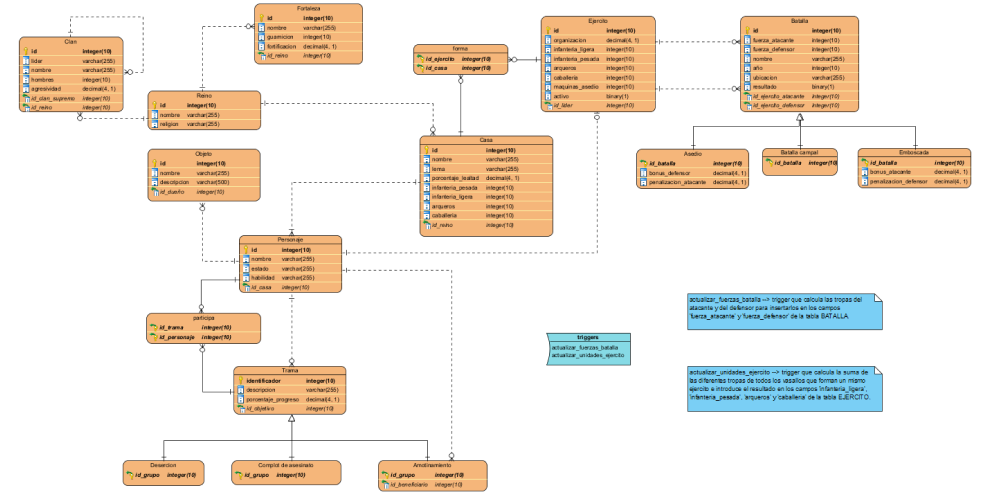 Fortaleza
id integer(10)
nombre varchar(255)
guarnicion integer(10)
fortificacion decimal(4, 1)
id_reino integer(10)
Clan
id integer(10)
lider varchar(255)
nombre varchar(255)
hombres integer(10)
agresividad decimal(4, 1)
id_clan_supremo integer(10)
id_reino integer(10)
Reino
id integer(10)
nombre varchar(255)
religion varchar(255)
Objeto
id integer(10)
nombre varchar(255)
descripcion varchar(500)
id_dueño integer(10)
forma
id_ejercito integer(10)
id_casa integer(10)
Ejercito
id integer(10)
organizacion decimal(4, 1)
infanteria_ligera integer(10)
infanteria_pesada integer(10)
arqueros integer(10)
caballeria integer(10)
maquinas_asedio integer(10)
activo binary(1)
id_lider integer(10)
Batalla
id integer(10)
fuerza_atacante integer(10)
fuerza_defensor integer(10)
nombre varchar(255)
año integer(10)
ubicacion varchar(255)
resultado binary(1)
id_ejercito_atacante integer(10)
id_ejercito_defensor integer(10)
Casa
id integer(10)
nombre varchar(255)
lema varchar(255)
porcentaje_lealtad decimal(4, 1)
infanteria_pesada integer(10)
infanteria_ligera integer(10)
arqueros integer(10)
caballeria integer(10)
id_reino integer(10)
Asedio
id_batalla integer(10)
bonus_defensor decimal(4, 1)
penalizacion_atacante decimal(4, 1)
Batalla campal
id_batalla integer(10)
Emboscada
id_batalla integer(10)
bonus_atacante decimal(4, 1)
penalizacion_defensor decimal(4, 1)
Personaje
id integer(10)
nombre varchar(255)
estado varchar(255)
habilidad varchar(255)
id_casa integer(10)
participa
id_trama integer(10)
id_personaje integer(10)
Trama
identificador integer(10)
descripcion varchar(255)
porcentaje_progreso decimal(4, 1)
id_objetivo integer(10)
Desercion
id_grupo integer(10)
Complot de asesinato
id_grupo integer(10)
Amotinamiento
id_grupo integer(10)
id_beneficiario integer(10)
triggers
actualizar_fuerzas_batalla
actualizar_unidades_ejercito
actualizar_fuerzas_batalla --> trigger que calcula las tropas del
atacante y del defensor para insertarlos en los campos
'fuerza_atacante' y 'fuerza_defensor' de la tabla BATALLA.
actualizar_unidades_ejercito --> trigger que calcula la suma de
las diferentes tropas de todos los vasallos que forman un mismo
ejercito e introduce el resultado en los campos 'infanteria_ligera',
'infanteria_pesada', 'arqueros' y 'caballeria' de la tabla EJERCITO.